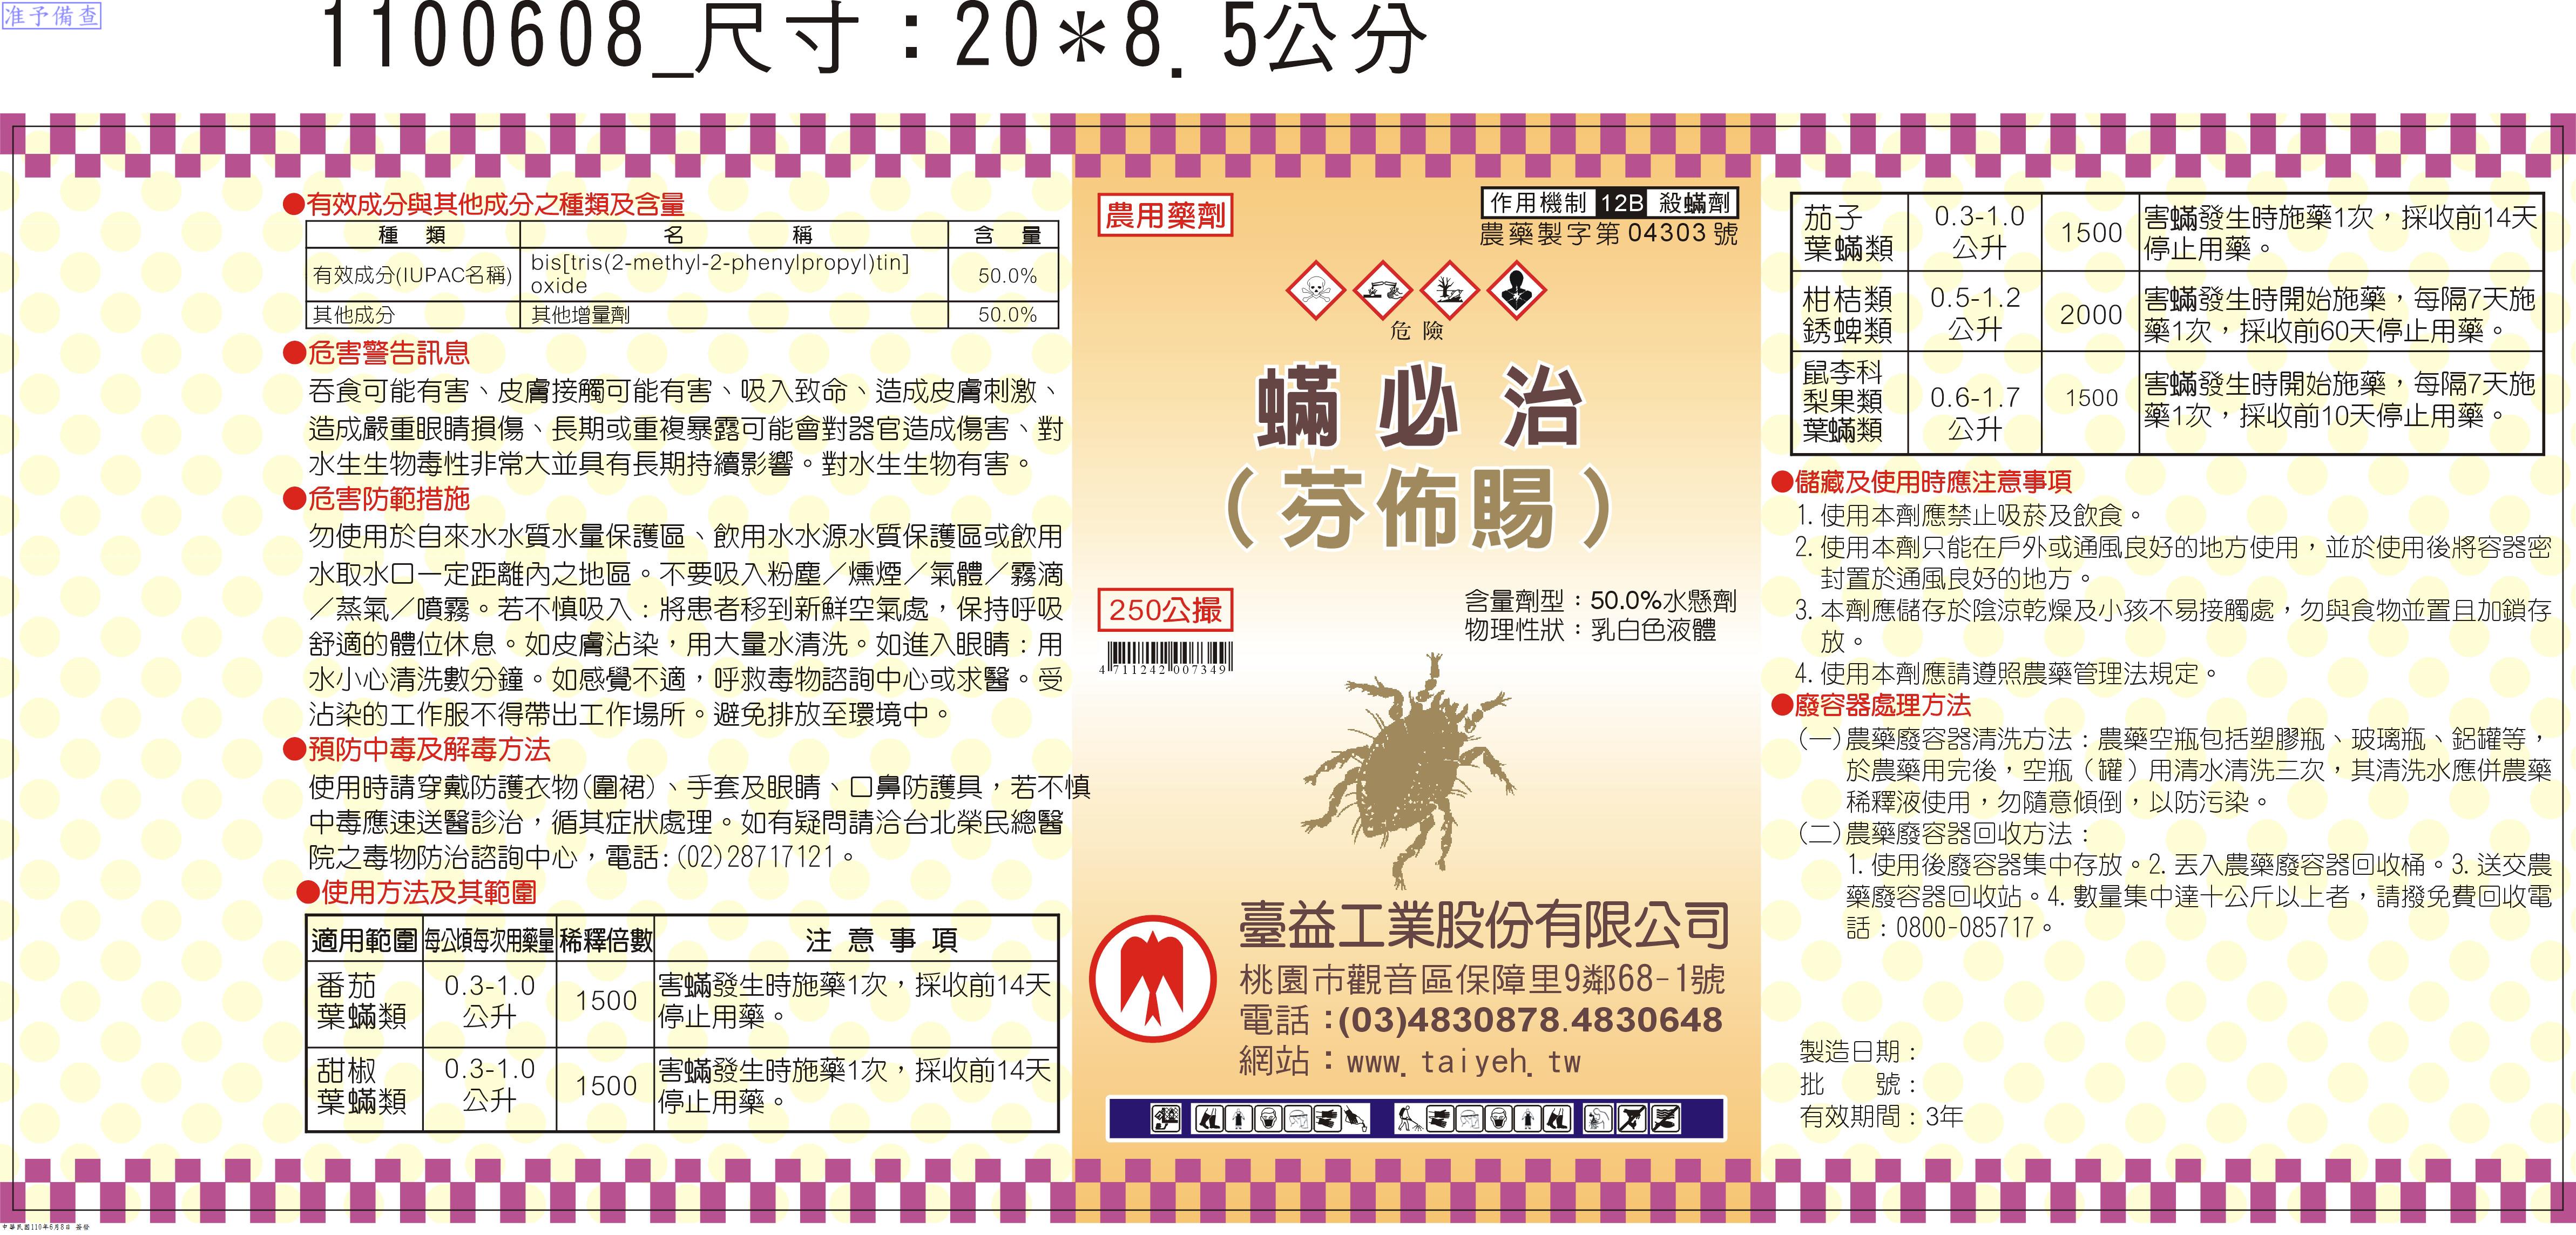 准予備查
1100608_尺寸：20*8.5公分
●有效成分與其他成分之種類及含量
種 類 名 稱 含 量
有效成分(IUPAC名稱) bis[tris(2-methyl-2-phenylpropyl)tin] oxide 50.0%
其他成分 其他增量劑 50.0%
●危害警告訊息
吞食可能有害、皮膚接觸可能有害、吸入致命、造成皮膚刺激、
造成嚴重眼睛損傷、長期或重複暴露可能會對器官造成傷害、對
水生生物毒性非常大並具有長期持續影響。對水生生物有害。
●危害防範措施
勿使用於自來水水質水量保護區、飲用水水源水質保護區或飲用
水取水口一定距離內之地區。不要吸入粉塵／燻煙／氣體／霧滴
／蒸氣／噴霧。若不慎吸入：將患者移到新鮮空氣處，保持呼吸
舒適的體位休息。如皮膚沾染，用大量水清洗。如進入眼睛：用
水小心清洗數分鐘。如感覺不適，呼救毒物諮詢中心或求醫。受
沾染的工作服不得帶出工作場所。避免排放至環境中。
●預防中毒及解毒方法
使用時請穿戴防護衣物(圍裙)、手套及眼睛、口鼻防護具，若不慎
中毒應速送醫診治，循其症狀處理。如有疑問請洽台北榮民總醫
院之毒物防治諮詢中心，電話:(02)28717121。
●使用方法及其範圍
適用範圍 每公頃每次用藥量 稀釋倍數 注 意 事 項
番茄 葉蟎類 0.3-1.0 公升 1500 害蟎發生時施藥1次，採收前14天
停止用藥。
甜椒 葉蟎類 0.3-1.0 公升 1500 害蟎發生時施藥1次，採收前14天
停止用藥。
農用藥劑
作用機制 12B 殺蟎劑
農藥製字第 04303 號
危 險
蟎 必 治
（芬佈賜）
250公撮
4 711242 007349
含量劑型：50.0%水懸劑
物理性狀：乳白色液體
臺益工業股份有限公司
桃園市觀音區保障里9鄰68-1號
電話：(03)4830878.4830648
網站：www.taiyeh.tw
茄子 葉蟎類 0.3-1.0 公升 1500 害蟎發生時施藥1次，採收前14天
停止用藥。
柑桔類 銹蜱類 0.5-1.2 公升 2000 害蟎發生時開始施藥，每隔7天施
藥1次，採收前60天停止用藥。
鼠李科 梨果類 葉蟎類 0.6-1.7 公升 1500 害蟎發生時開始施藥，每隔7天施
藥1次，採收前10天停止用藥。
●儲藏及使用時應注意事項
1.使用本劑應禁止吸菸及飲食。
2.使用本劑只能在戶外或通風良好的地方使用，並於使用後將容器密
封置於通風良好的地方。
3.本劑應儲存於陰涼乾燥及小孩不易接觸處，勿與食物並置且加鎖存
放。
4.使用本劑應請遵照農藥管理法規定。
●廢容器處理方法
(一)農藥廢容器清洗方法：農藥空瓶包括塑膠瓶、玻璃瓶、鋁罐等，
於農藥用完後，空瓶（罐）用清水清洗三次，其清洗水應併農藥
稀釋液使用，勿隨意傾倒，以防污染。
(二)農藥廢容器回收方法：
1.使用後廢容器集中存放。2.丟入農藥廢容器回收桶。3.送交農
藥廢容器回收站。4.數量集中達十公斤以上者，請撥免費回收電
話：0800-085717。
製造日期：
批 號：
有效期間：3年
中華民國110年6月8日 簽發